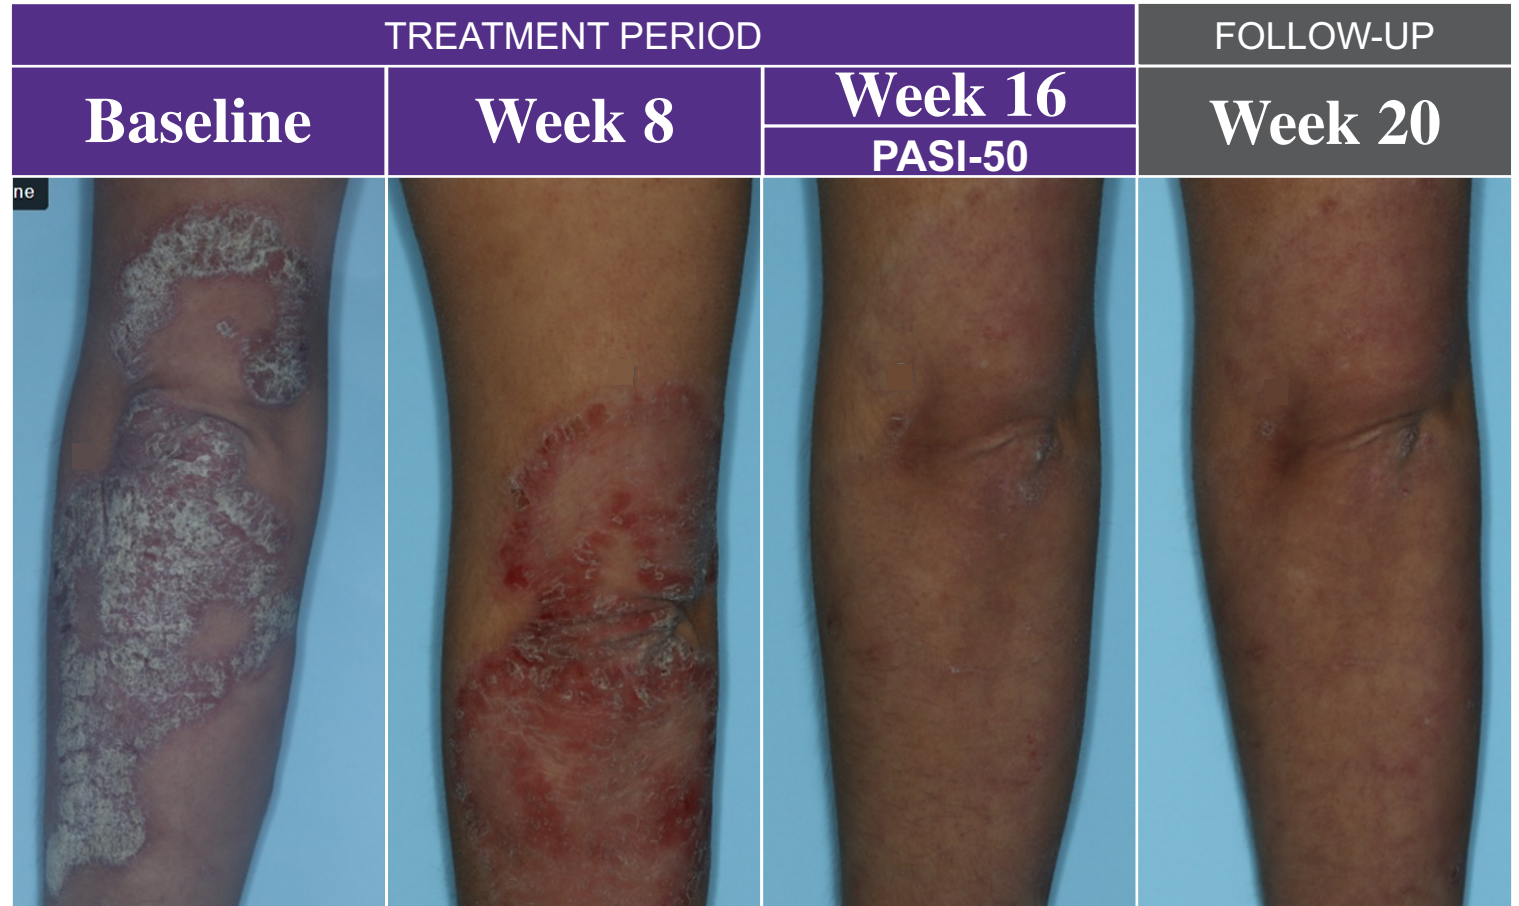 TREATMENT PERIOD
FOLLOW-UP
Baseline
Week 8
Week 16
PASI-50
Week 20
ne